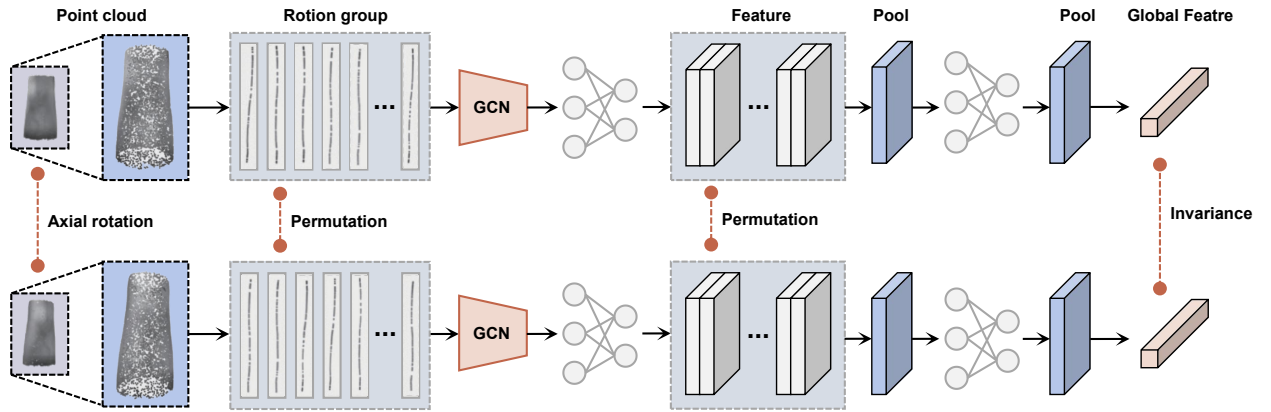 Point cloud
Rotion group
Feature
Pool
Pool
Global Featre
...
GCN
...
Axial rotation
Permutation
Permutation
Invariance
...
GCN
...